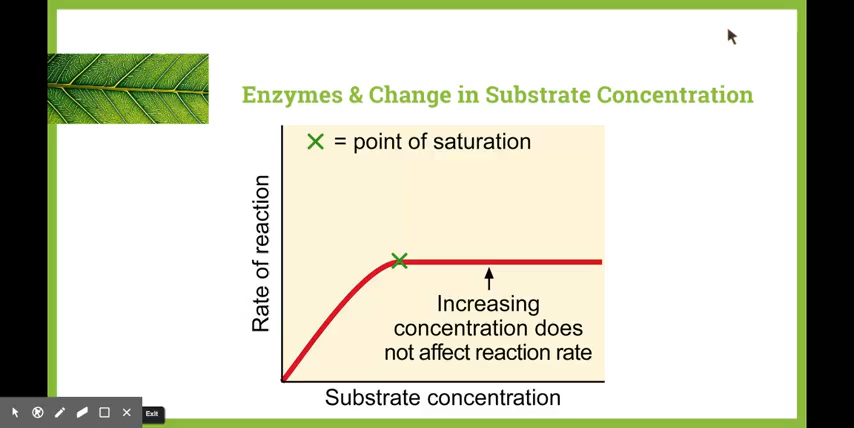 Enzymes & Change in Substrate Concentration
= point of saturation
Rate of reaction
Increasing
concentration does
not affect reaction rate
Substrate concentration
Exit